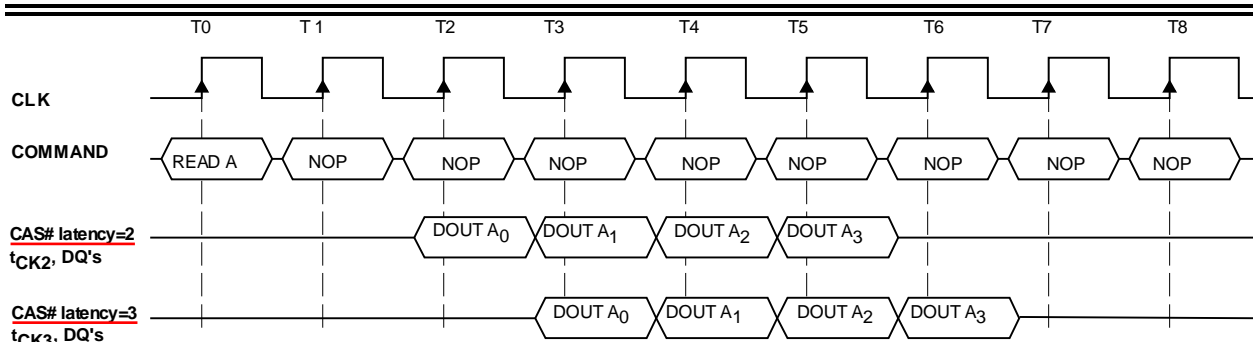 T0 T1 T2 T3 T4 T5 T6 T7 T8
CLK
COMMAND READ A NOP NOP NOP NOP NOP NOP NOP NOP
CAS# latency=2 DOUT A0 DOUT A1 DOUT A2 DOUT A3
tCK2, DQ's
CAS# latency=3 DOUT A0 DOUT A1 DOUT A2 DOUT A3
tCK3, DQ's